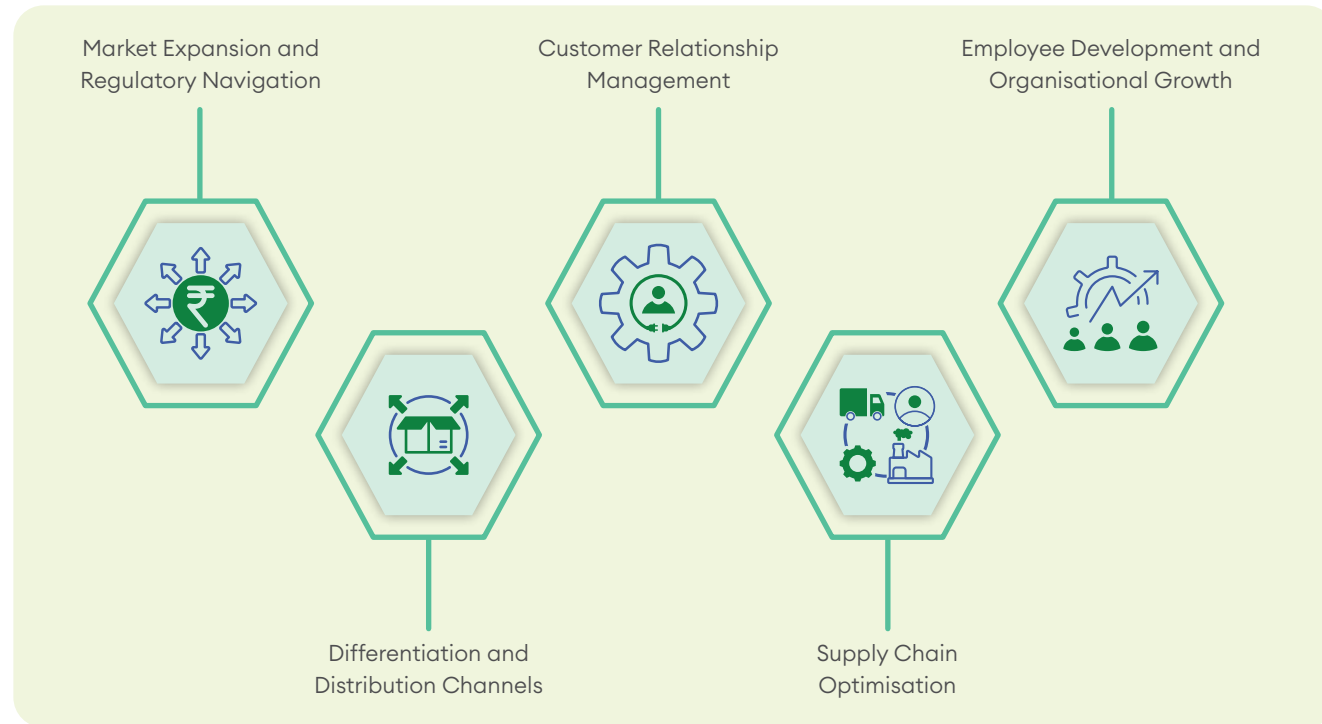 Market Expansion and
Regulatory Navigation
Customer Relationship
Management
Employee Development and
Organisational Growth
₹
Differentiation and
Distribution Channels
Supply Chain
Optimisation